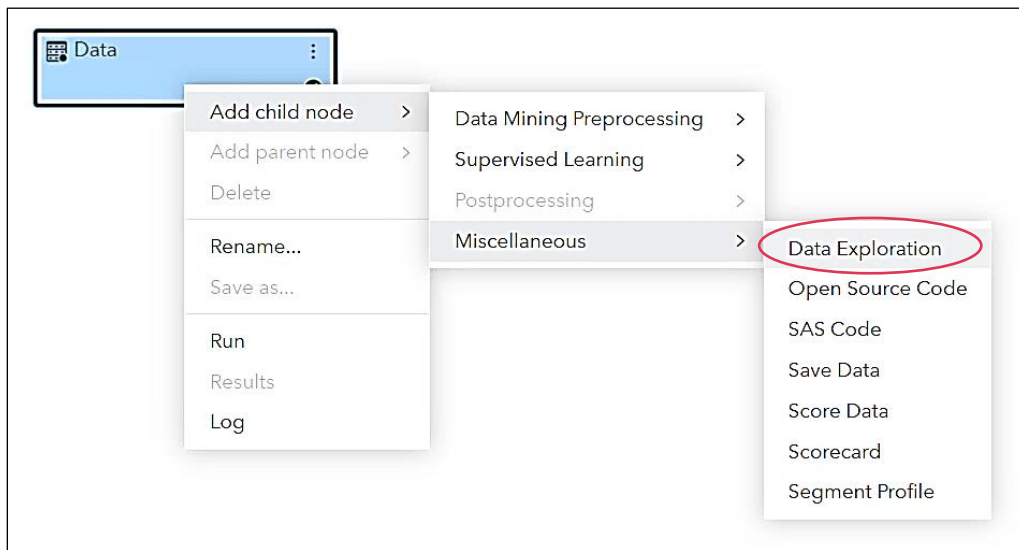 Data
Add child node
Add parent node
Delete
Rename...
Save as...
Run
Results
Log
Data Mining Preprocessing
Supervised Learning
Postprocessing
Miscellaneous
Data Exploration
Open Source Code
SAS Code
Save Data
Score Data
Scorecard
Segment Profile